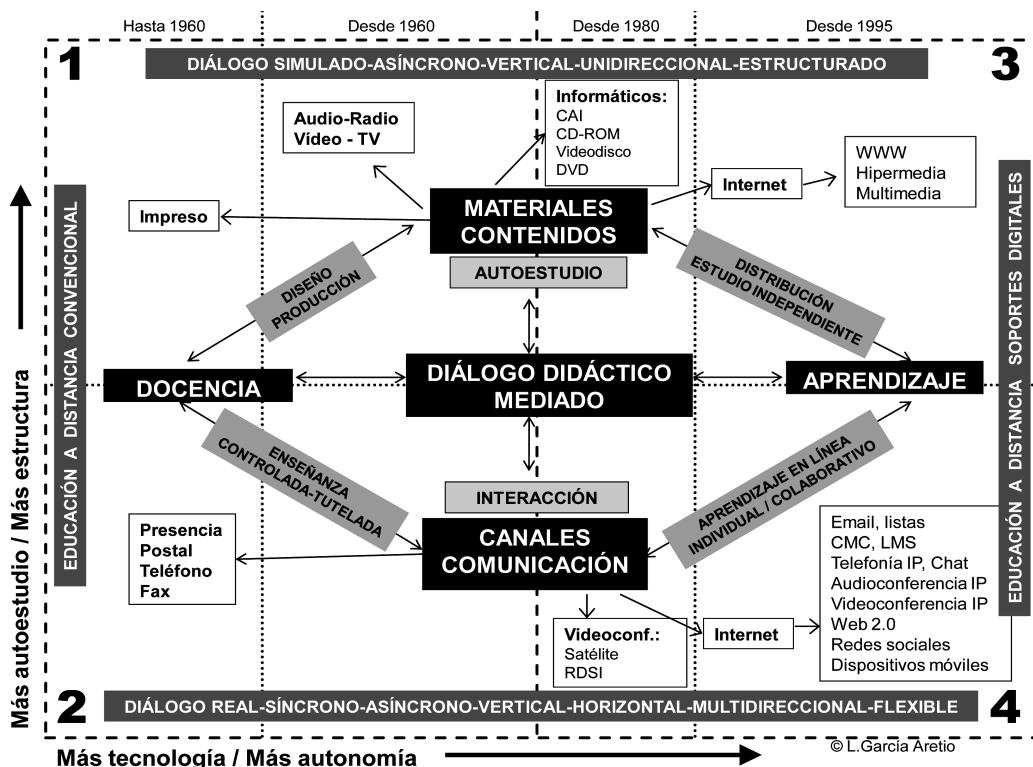 Hasta 1960
Desde 1960
Desde 1980
Desde 1995
1
3
DIÁLOGO SIMULADO-ASÍNCRONO-VERTICAL-UNIDIRECCIONAL-ESTRUCTURADO
Audio-Radio
Vídeo - TV
Informáticos:
CAI
CD-ROM
Videodisco
DVD
WWW
Hipermedia
Multimedia
Internet
Impreso
MATERIALES
CONTENIDOS
AUTOESTUDIO
DISEÑO
PRODUCCIÓN
DISTRIBUCIÓN
ESTUDIO INDEPENDIENTE
Más autoestudio / Más estructura
EDUCACIÓN A DISTANCIA CONVENCIONAL
EDUCACIÓN A DISTANCIA SOPORTES DIGITALES
DOCENCIA
DIÁLOGO DIDÁCTICO
MEDIADO
APRENDIZAJE
ENSEÑANZA
CONTROLADA-TUTELADA
APRENDIZAJE EN LÍNEA
INDIVIDUAL / COLABORATIVO
INTERACCIÓN
CANALES
COMUNICACIÓN
Presencia
Postal
Teléfono
Fax
Videoconf.:
Satélite
RDSI
Internet
Email, listas
CMC, LMS
Telefonía IP, Chat
Audioconferencia IP
Videoconferencia IP
Web 2.0
Redes sociales
Dispositivos móviles
2
4
DIÁLOGO REAL-SÍNCRONO-ASÍNCRONO-VERTICAL-HORIZONTAL-MULTIDIRECCIONAL-FLEXIBLE
Más tecnología / Más autonomía
© L.García Aretio